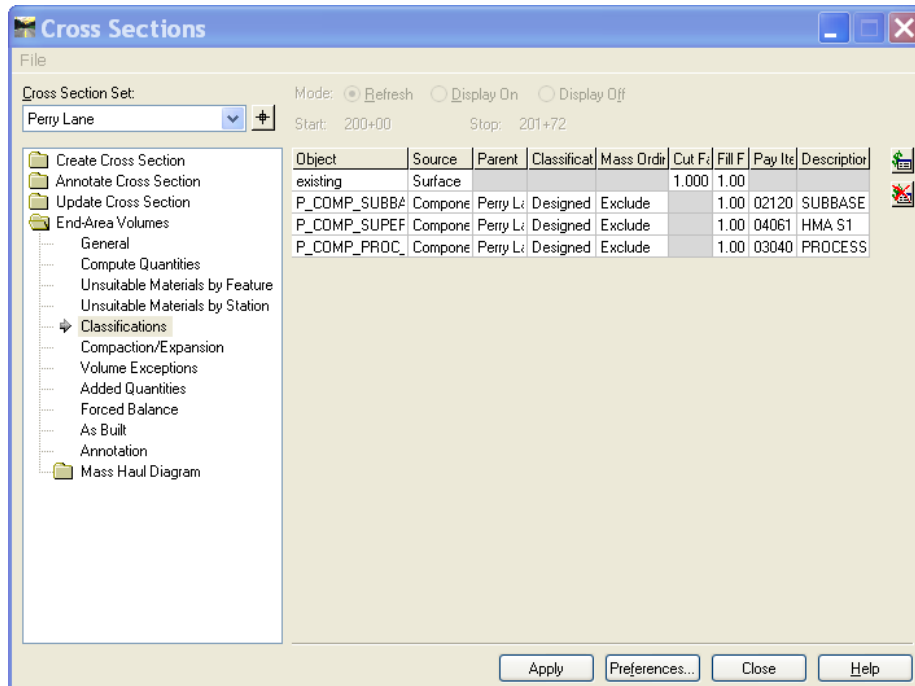 Cross Sections
File
Cross Section Set:
Perry Lane
Mode: Refresh Display On Display Off
Start: 200+00 Stop: 201+72
Create Cross Section
Annotate Cross Section
Update Cross Section
End-Area Volumes
General
Compute Quantities
Unsuitable Materials by Feature
Unsuitable Materials by Station
Classifications
Compaction/Expansion
Volume Exceptions
Added Quantities
Forced Balance
As Built
Annotation
Mass Haul Diagram
Object Source Parent Classificat Mass Ordin Cut Fa Fill F Pay Ite Description
existing Surface 1.000 1.00
P_COMP_SUBBA Compone Perry La Designed Exclude 1.00 02120 SUBBASE
P_COMP_SUPEF Compone Perry La Designed Exclude 1.00 04061 HMA S1
P_COMP_PROC_ Compone Perry La Designed Exclude 1.00 03040 PROCESS
Apply Preferences... Close Help